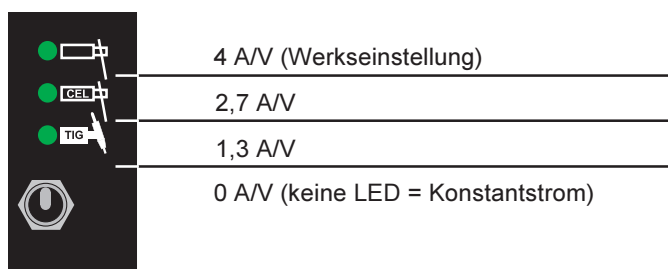 4 A/V (Werkseinstellung)
CEL
2,7 A/V
TIG
1,3 A/V
0 A/V (keine LED = Konstantstrom)